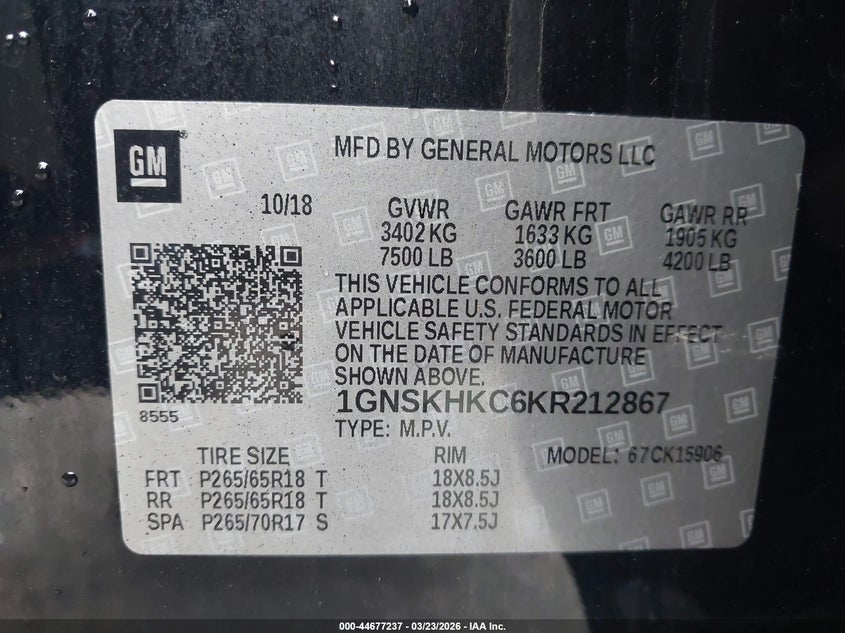 GM
MFD BY GENERAL MOTORS LLC
10/18 GVWR GAWR FRT GAWR RR
3402 KG 1633 KG 1905 KG
7500 LB 3600 LB 4200 LB
THIS VEHICLE CONFORMS TO ALL
APPLICABLE U.S. FEDERAL MOTOR
VEHICLE SAFETY STANDARDS IN EFFECT
ON THE DATE OF MANUFACTURE
SHOWN ABOVE.
8555
1GNSKHKC6KR212867
TYPE: M.P.V.
TIRE SIZE RIM MODEL: 67CK15906
FRT P265/65R18 T 18X8.5J
RR P265/65R18 T 18X8.5J
SPA P265/70R17 S 17X7.5J
000-44677237 - 03/23/2026 - IAA Inc.